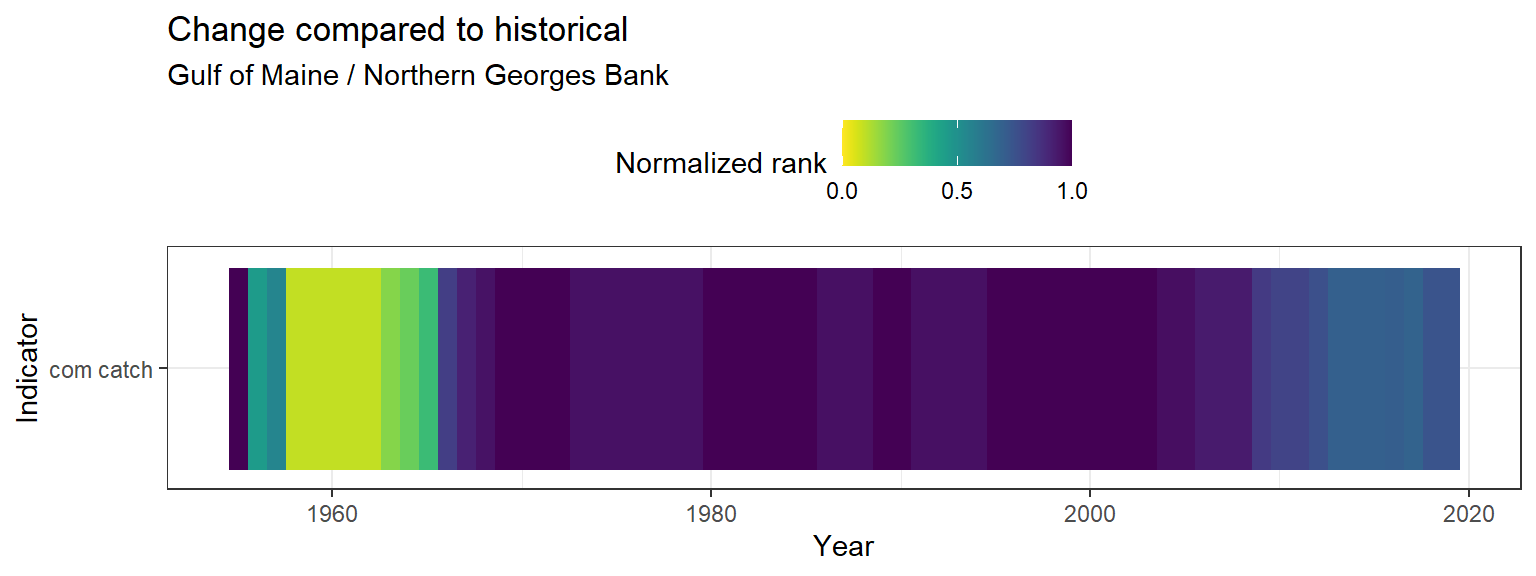 Change compared to historical
Gulf of Maine / Northern Georges Bank
Normalized rank
0.0 0.5 1.0
Indicator
com catch
1960 1980 2000 2020
Year